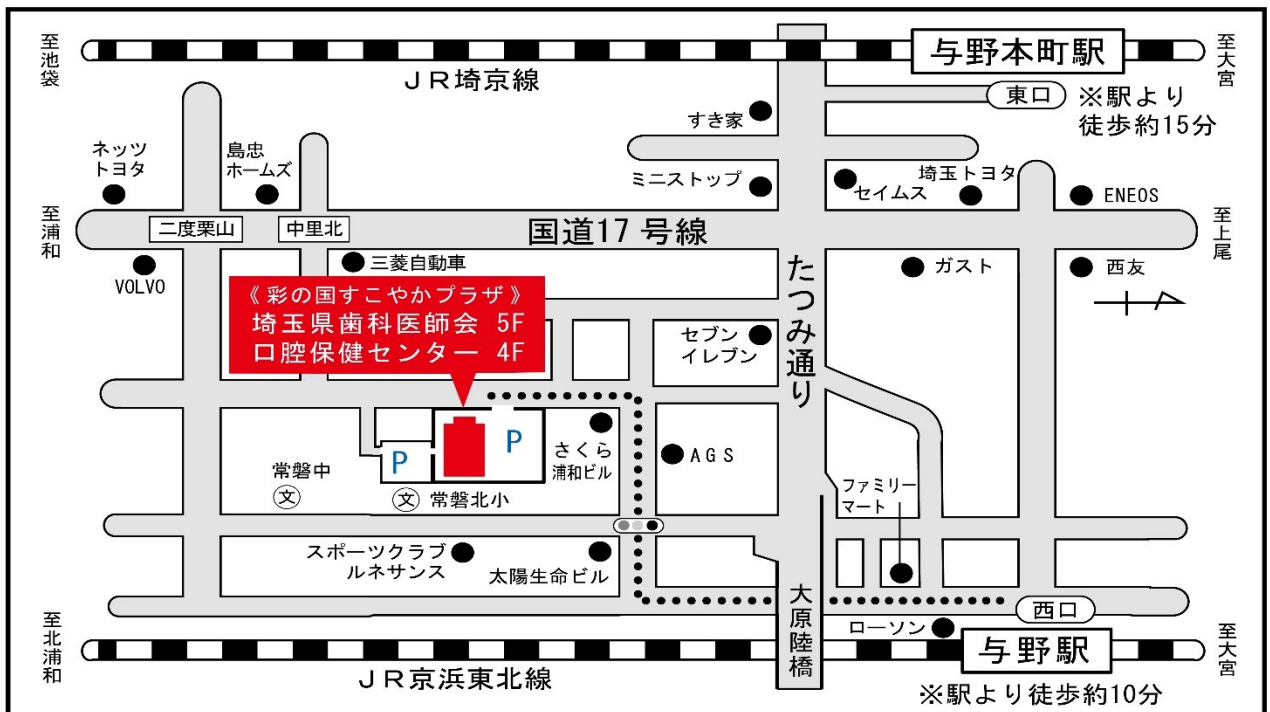 至池袋
与野本町駅
至大宮
JR埼京線
東口
※駅より
徒歩約15分
すき家
ネッツ
トヨタ
島忠
ホームズ
ミニストップ
セイムス
埼玉トヨタ
ENEOS
至浦和
二度栗山
中里北
国道17号線
至上尾
VOLVO
三菱自動車
たつみ通り
ガスト
西友
《彩の国すこやかプラザ》
埼玉県歯科医師会 5F
口腔保健センター 4F
セブン
イレブン
P
P
さくら
浦和ビル
AGS
常磐中
文
文
常磐北小
ファミリー
マート
スポーツクラブ
ルネサンス
太陽生命ビル
大原陸橋
西口
至北浦和
ローソン
与野駅
至大宮
JR京浜東北線
※駅より徒歩約10分